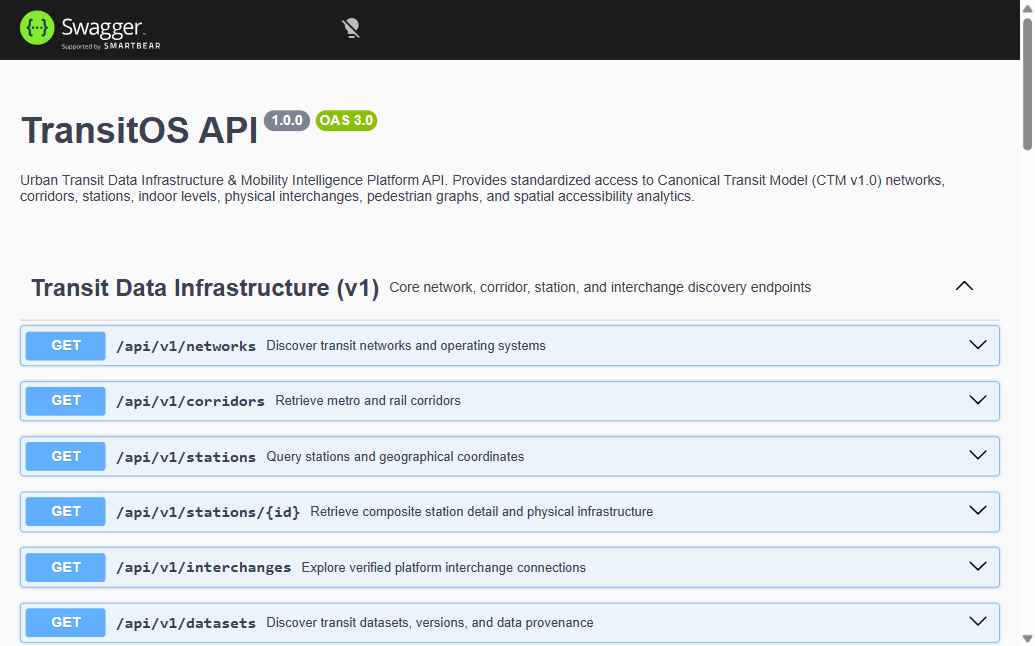 Swagger
Supported by SMARTBEAR
TransitOS API 1.0.0 OAS 3.0
Urban Transit Data Infrastructure & Mobility Intelligence Platform API. Provides standardized access to Canonical Transit Model (CTM v1.0) networks,
corridors, stations, indoor levels, physical interchanges, pedestrian graphs, and spatial accessibility analytics.
Transit Data Infrastructure (v1) Core network, corridor, station, and interchange discovery endpoints
GET /api/v1/networks Discover transit networks and operating systems
GET /api/v1/corridors Retrieve metro and rail corridors
GET /api/v1/stations Query stations and geographical coordinates
GET /api/v1/stations/{id} Retrieve composite station detail and physical infrastructure
GET /api/v1/interchanges Explore verified platform interchange connections
GET /api/v1/datasets Discover transit datasets, versions, and data provenance